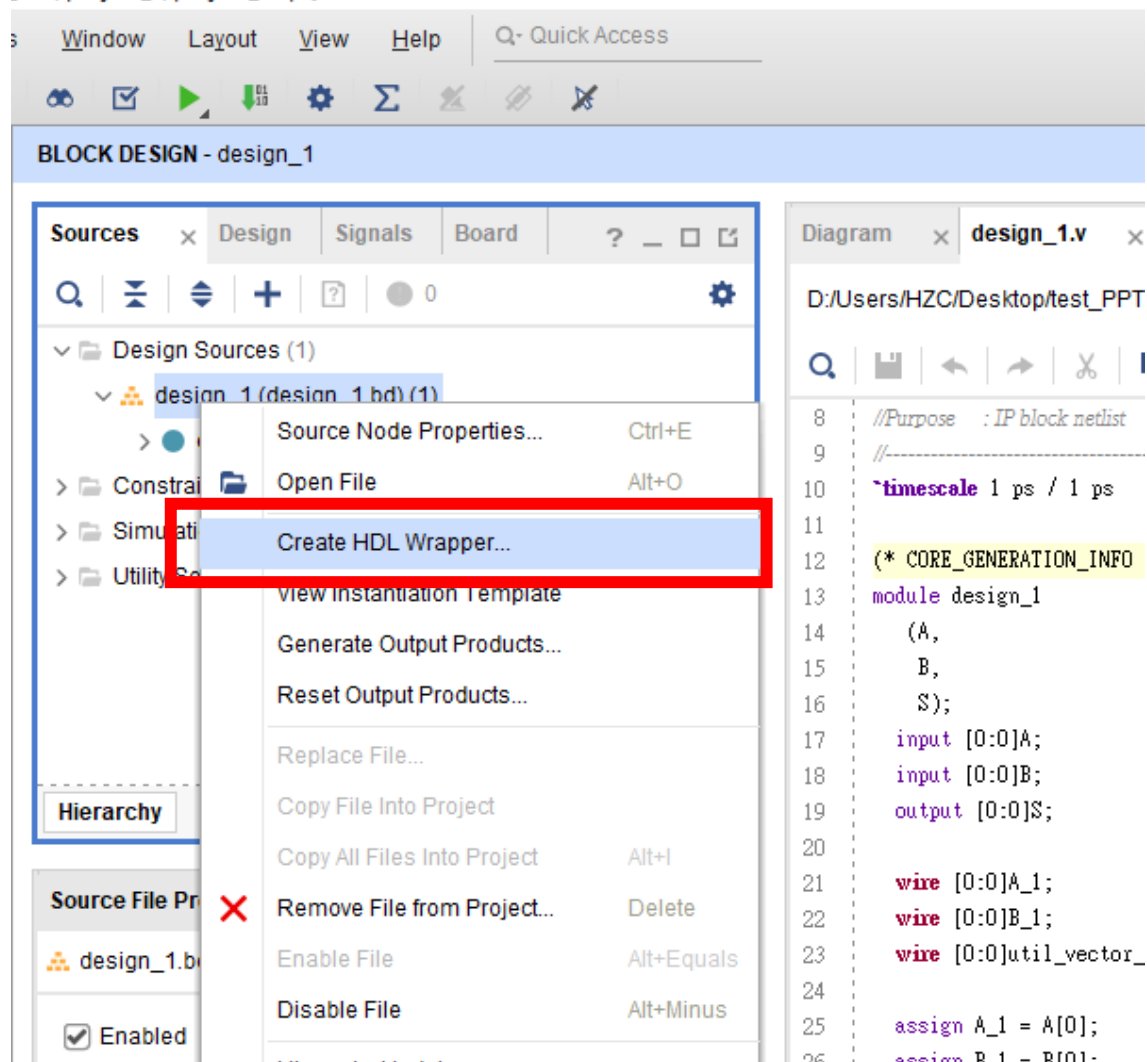 Window Layout View Help Quick Access
BLOCK DESIGN - design_1
Sources Design Signals Board
0
Design Sources (1)
design_1 (design_1.bd) (1)
Constrai
Simulati
Utility
Hierarchy
Source File Pr
design_1.b
Enabled
Source Node Properties... Ctrl+E
Open File Alt+O
Create HDL Wrapper...
View Instantiation Template
Generate Output Products...
Reset Output Products...
Replace File...
Copy File Into Project
Copy All Files Into Project Alt+I
Remove File from Project... Delete
Enable File Alt+Equals
Disable File Alt+Minus
Diagram design_1.v
D:/Users/HZC/Desktop/test_PPT
8 //Purpose : IP block netlist
9 //--------------------------------
10 `timescale 1 ps / 1 ps
11
12 (* CORE_GENERATION_INFO
13 module design_1
14 (A,
15 B,
16 S);
17 input [0:0]A;
18 input [0:0]B;
19 output [0:0]S;
20
21 wire [0:0]A_1;
22 wire [0:0]B_1;
23 wire [0:0]util_vector_
24
25 assign A_1 = A[0];
26 assign B_1 = B[0];